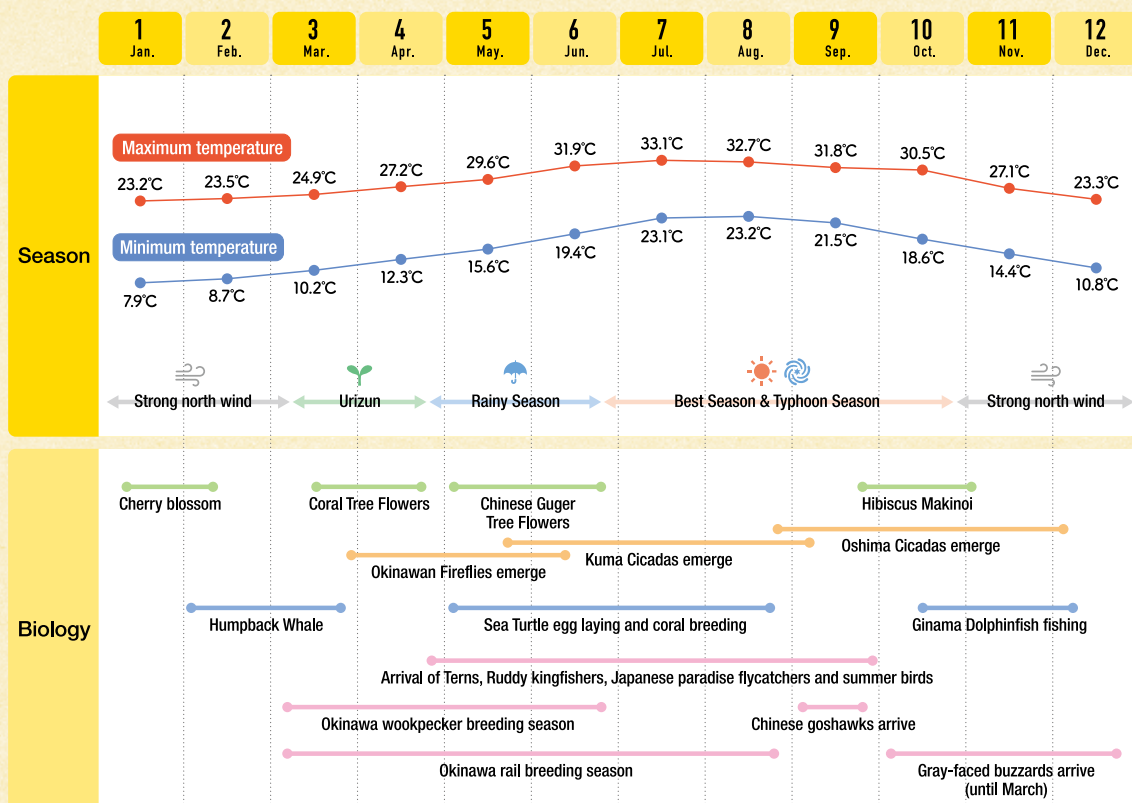 1 2 3 4 5 6 7 8 9 10 11 12
Jan. Feb. Mar. Apr. May. Jun. Jul. Aug. Sep. Oct. Nov. Dec.
Season
Maximum temperature
23.2℃ 23.5℃ 24.9℃ 27.2℃ 29.6℃ 31.9℃ 33.1℃ 32.7℃ 31.8℃ 30.5℃ 27.1℃ 23.3℃
Minimum temperature
7.9℃ 8.7℃ 10.2℃ 12.3℃ 15.6℃ 19.4℃ 23.1℃ 23.2℃ 21.5℃ 18.6℃ 14.4℃ 10.8℃
Strong north wind Urizun Rainy Season Best Season & Typhoon Season Strong north wind
Biology
Cherry blossom Coral Tree Flowers Chinese Guger Hibiscus Makinoi
Tree Flowers
Oshima Cicadas emerge
Kuma Cicadas emerge
Okinawan Fireflies emerge
Humpback Whale Sea Turtle egg laying and coral breeding Ginama Dolphinfish fishing
Arrival of Terns, Ruddy kingfishers, Japanese paradise flycatchers and summer birds
Okinawa wookpecker breeding season Chinese goshawks arrive
Okinawa rail breeding season Gray-faced buzzards arrive
(until March)